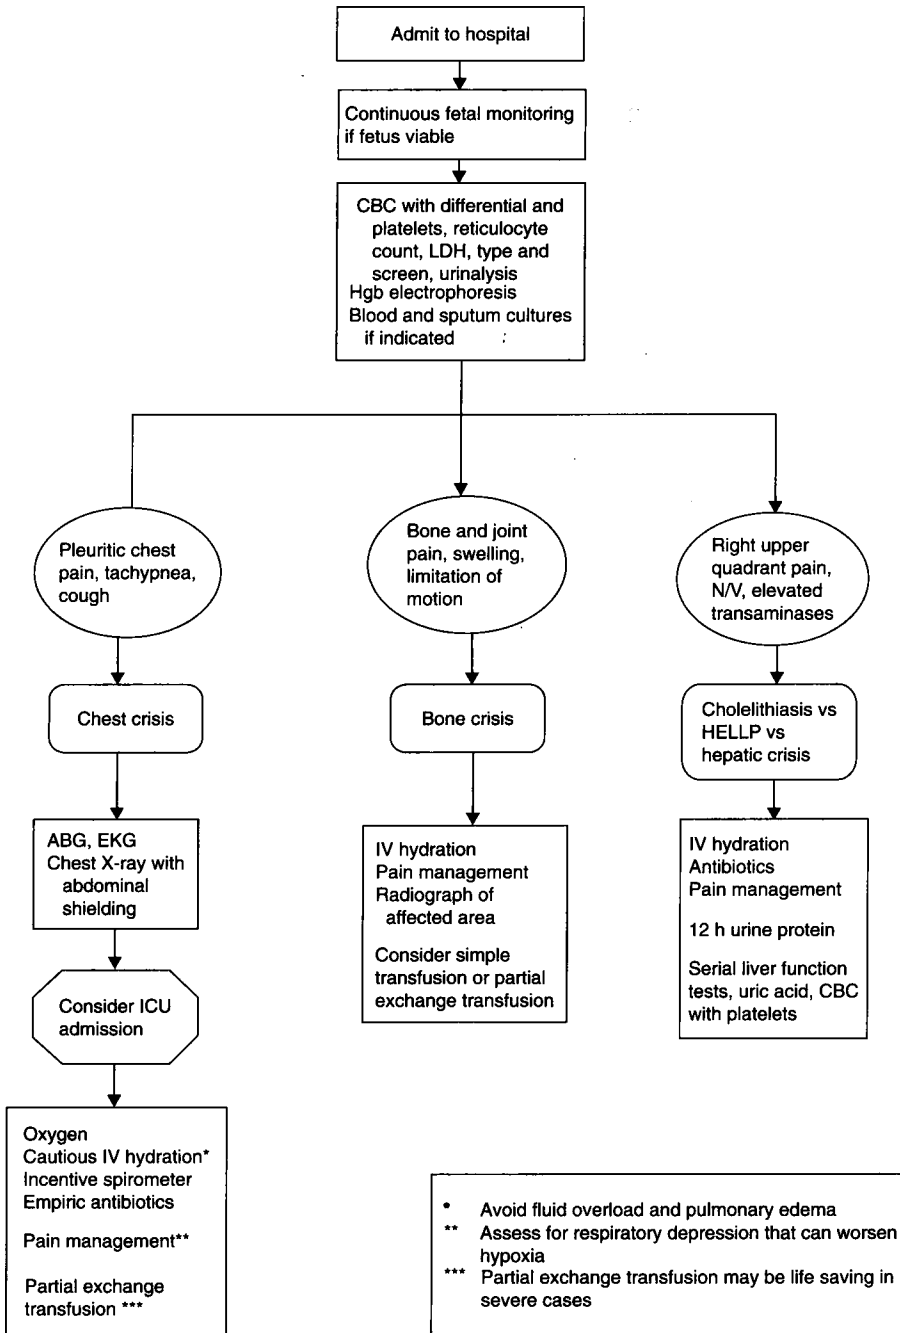 Admit to hospital
Continuous fetal monitoring
if fetus viable
CBC with differential and
platelets, reticulocyte
count, LDH, type and
screen, urinalysis
Hgb electrophoresis
Blood and sputum cultures
if indicated
Pleuritic chest
pain, tachypnea,
cough
Chest crisis
ABG, EKG
Chest X-ray with
abdominal
shielding
Consider ICU
admission
Oxygen
Cautious IV hydration*
Incentive spirometer
Empiric antibiotics
Pain management**
Partial exchange
transfusion ***
Bone and joint
pain, swelling,
limitation of
motion
Bone crisis
IV hydration
Pain management
Radiograph of
affected area
Consider simple
transfusion or partial
exchange transfusion
Right upper
quadrant pain,
N/V, elevated
transaminases
Cholelithiasis vs
HELLP vs
hepatic crisis
IV hydration
Antibiotics
Pain management
12 h urine protein
Serial liver function
tests, uric acid, CBC
with platelets
* Avoid fluid overload and pulmonary edema
** Assess for respiratory depression that can worsen
hypoxia
*** Partial exchange transfusion may be life saving in
severe cases